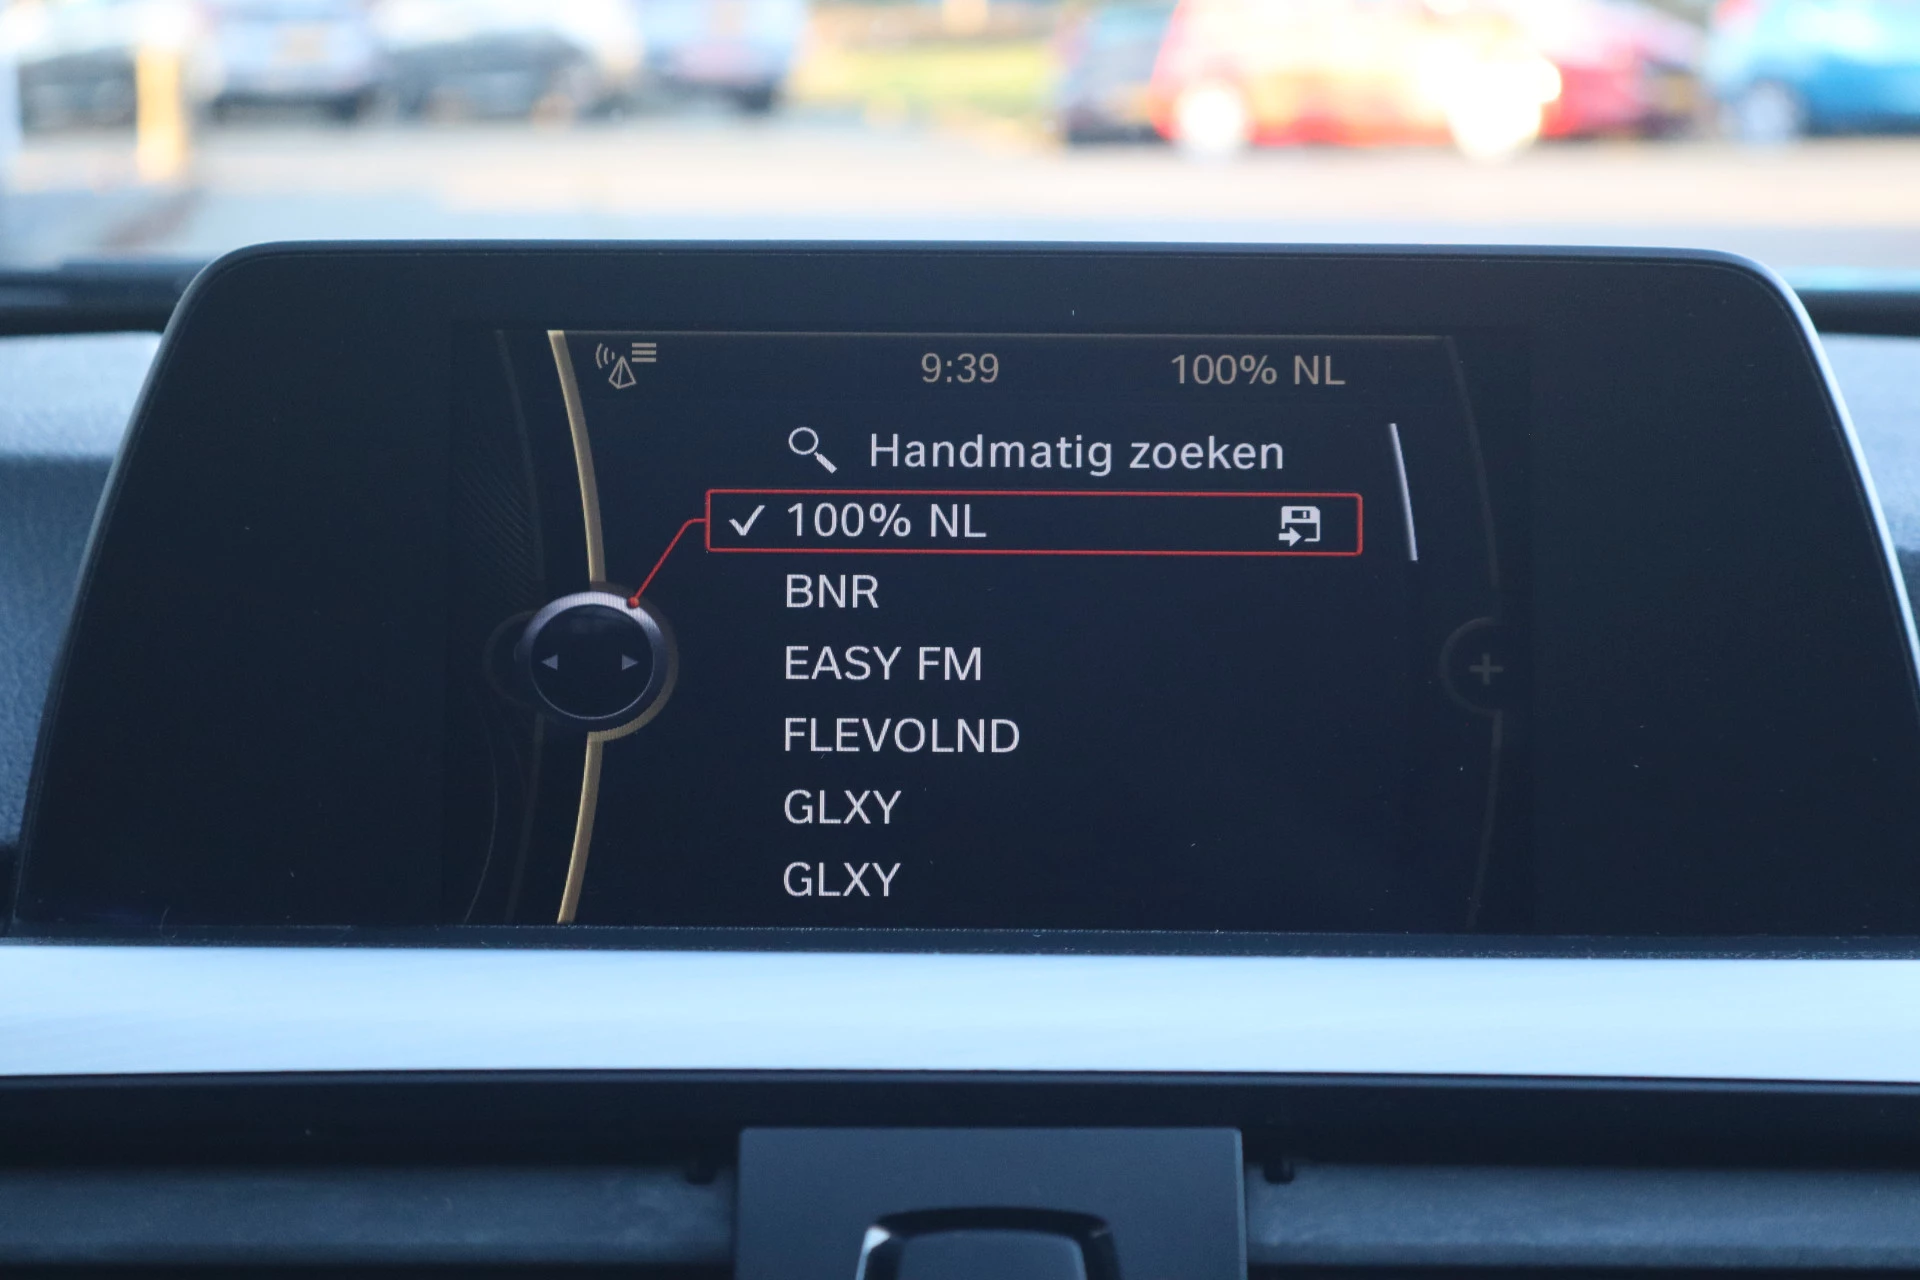 9:39 100% NL
Handmatig zoeken
100% NL
BNR
EASY FM
FLEVOLND
GLXY
GLXY